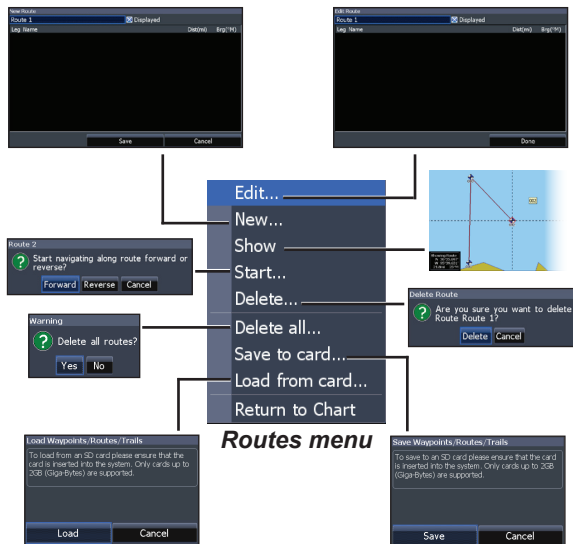 New Route
Route 1 Displayed
Leg Name Dist(mi) Brg(°M)
Save Cancel
Edit Route
Route 1 Displayed
Leg Name Dist(mi) Brg(°M)
Done
Edit...
New...
Show
Start...
Delete...
Delete all...
Save to card...
Load from card...
Return to Chart
Routes menu
Route 2
Start navigating along route forward or
reverse?
Forward Reverse Cancel
Delete Route
Are you sure you want to delete
Route Route 1?
Delete Cancel
Warning
Delete all routes?
Yes No
Load Waypoints/Routes/Trails
To load from an SD card please ensure that the
card is inserted into the system. Only cards up to
2GB (Giga-Bytes) are supported.
Load Cancel
Save Waypoints/Routes/Trails
To save to an SD card please ensure that the card
is inserted into the system. Only cards up to 2GB
(Giga-Bytes) are supported.
Save Cancel